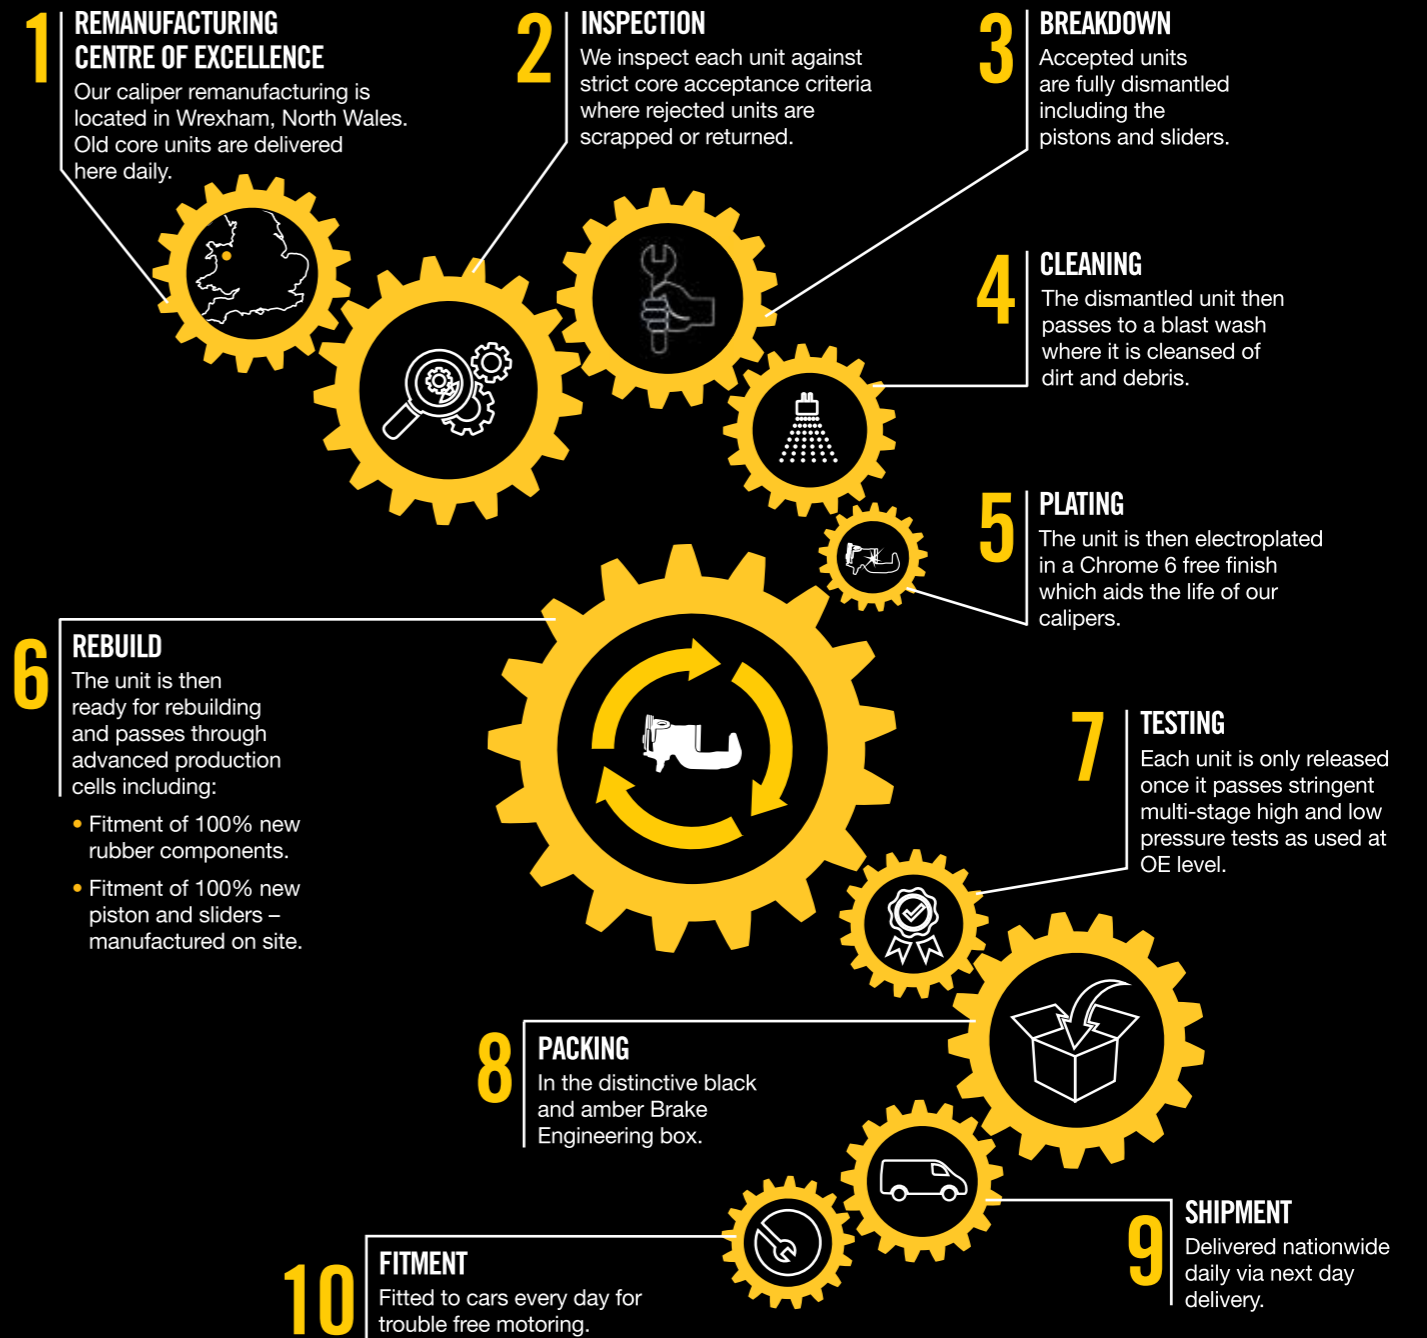 1
REMANUFACTURING
CENTRE OF EXCELLENCE
Our caliper remanufacturing is
located in Wrexham, North Wales.
Old core units are delivered
here daily.
2
INSPECTION
We inspect each unit against
strict core acceptance criteria
where rejected units are
scrapped or returned.
3
BREAKDOWN
Accepted units
are fully dismantled
including the
pistons and sliders.
4
CLEANING
The dismantled unit then
passes to a blast wash
where it is cleansed of
dirt and debris.
5
PLATING
The unit is then electroplated
in a Chrome 6 free finish
which aids the life of our
calipers.
6
REBUILD
The unit is then
ready for rebuilding
and passes through
advanced production
cells including:
• Fitment of 100% new
rubber components.
• Fitment of 100% new
piston and sliders –
manufactured on site.
7
TESTING
Each unit is only released
once it passes stringent
multi-stage high and low
pressure tests as used at
OE level.
8
PACKING
In the distinctive black
and amber Brake
Engineering box.
9
SHIPMENT
Delivered nationwide
daily via next day
delivery.
10
FITMENT
Fitted to cars every day for
trouble free motoring.